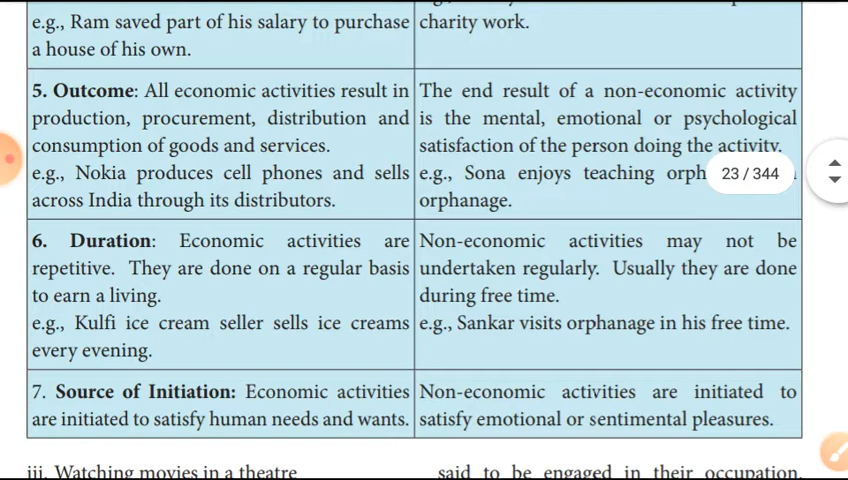 e.g., Ram saved part of his salary to purchase
a house of his own.
charity work.
5. Outcome: All economic activities result in
production, procurement, distribution and
consumption of goods and services.
e.g., Nokia produces cell phones and sells
across India through its distributors.
The end result of a non-economic activity
is the mental, emotional or psychological
satisfaction of the person doing the activity.
e.g., Sona enjoys teaching
orphanage.
23 / 344
6. Duration: Economic activities are
repetitive. They are done on a regular basis
to earn a living.
e.g., Kulfi ice cream seller sells ice creams
every evening.
Non-economic activities may not be
undertaken regularly. Usually they are done
during free time.
e.g., Sankar visits orphanage in his free time.
7. Source of Initiation: Economic activities
are initiated to satisfy human needs and wants.
Non-economic activities are initiated to
satisfy emotional or sentimental pleasures.
iii. Watching movies in a theatre
said to be engaged in their occupation.